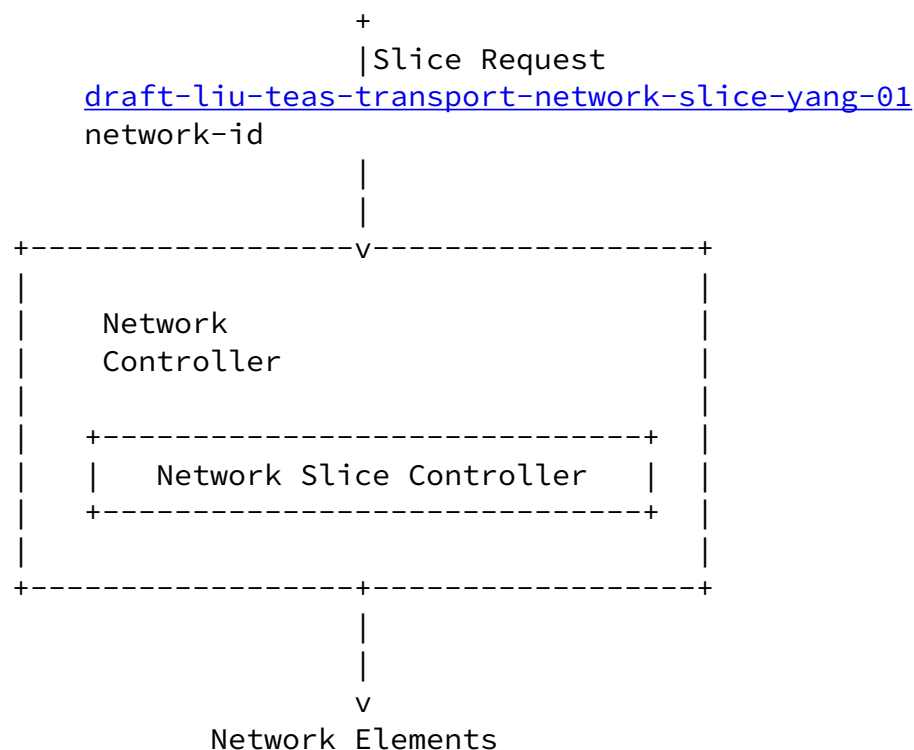 Slice Request
draft-liu-teas-transport-network-slice-yang-01
network-id
Network
Controller
Network Slice Controller
Network Elements